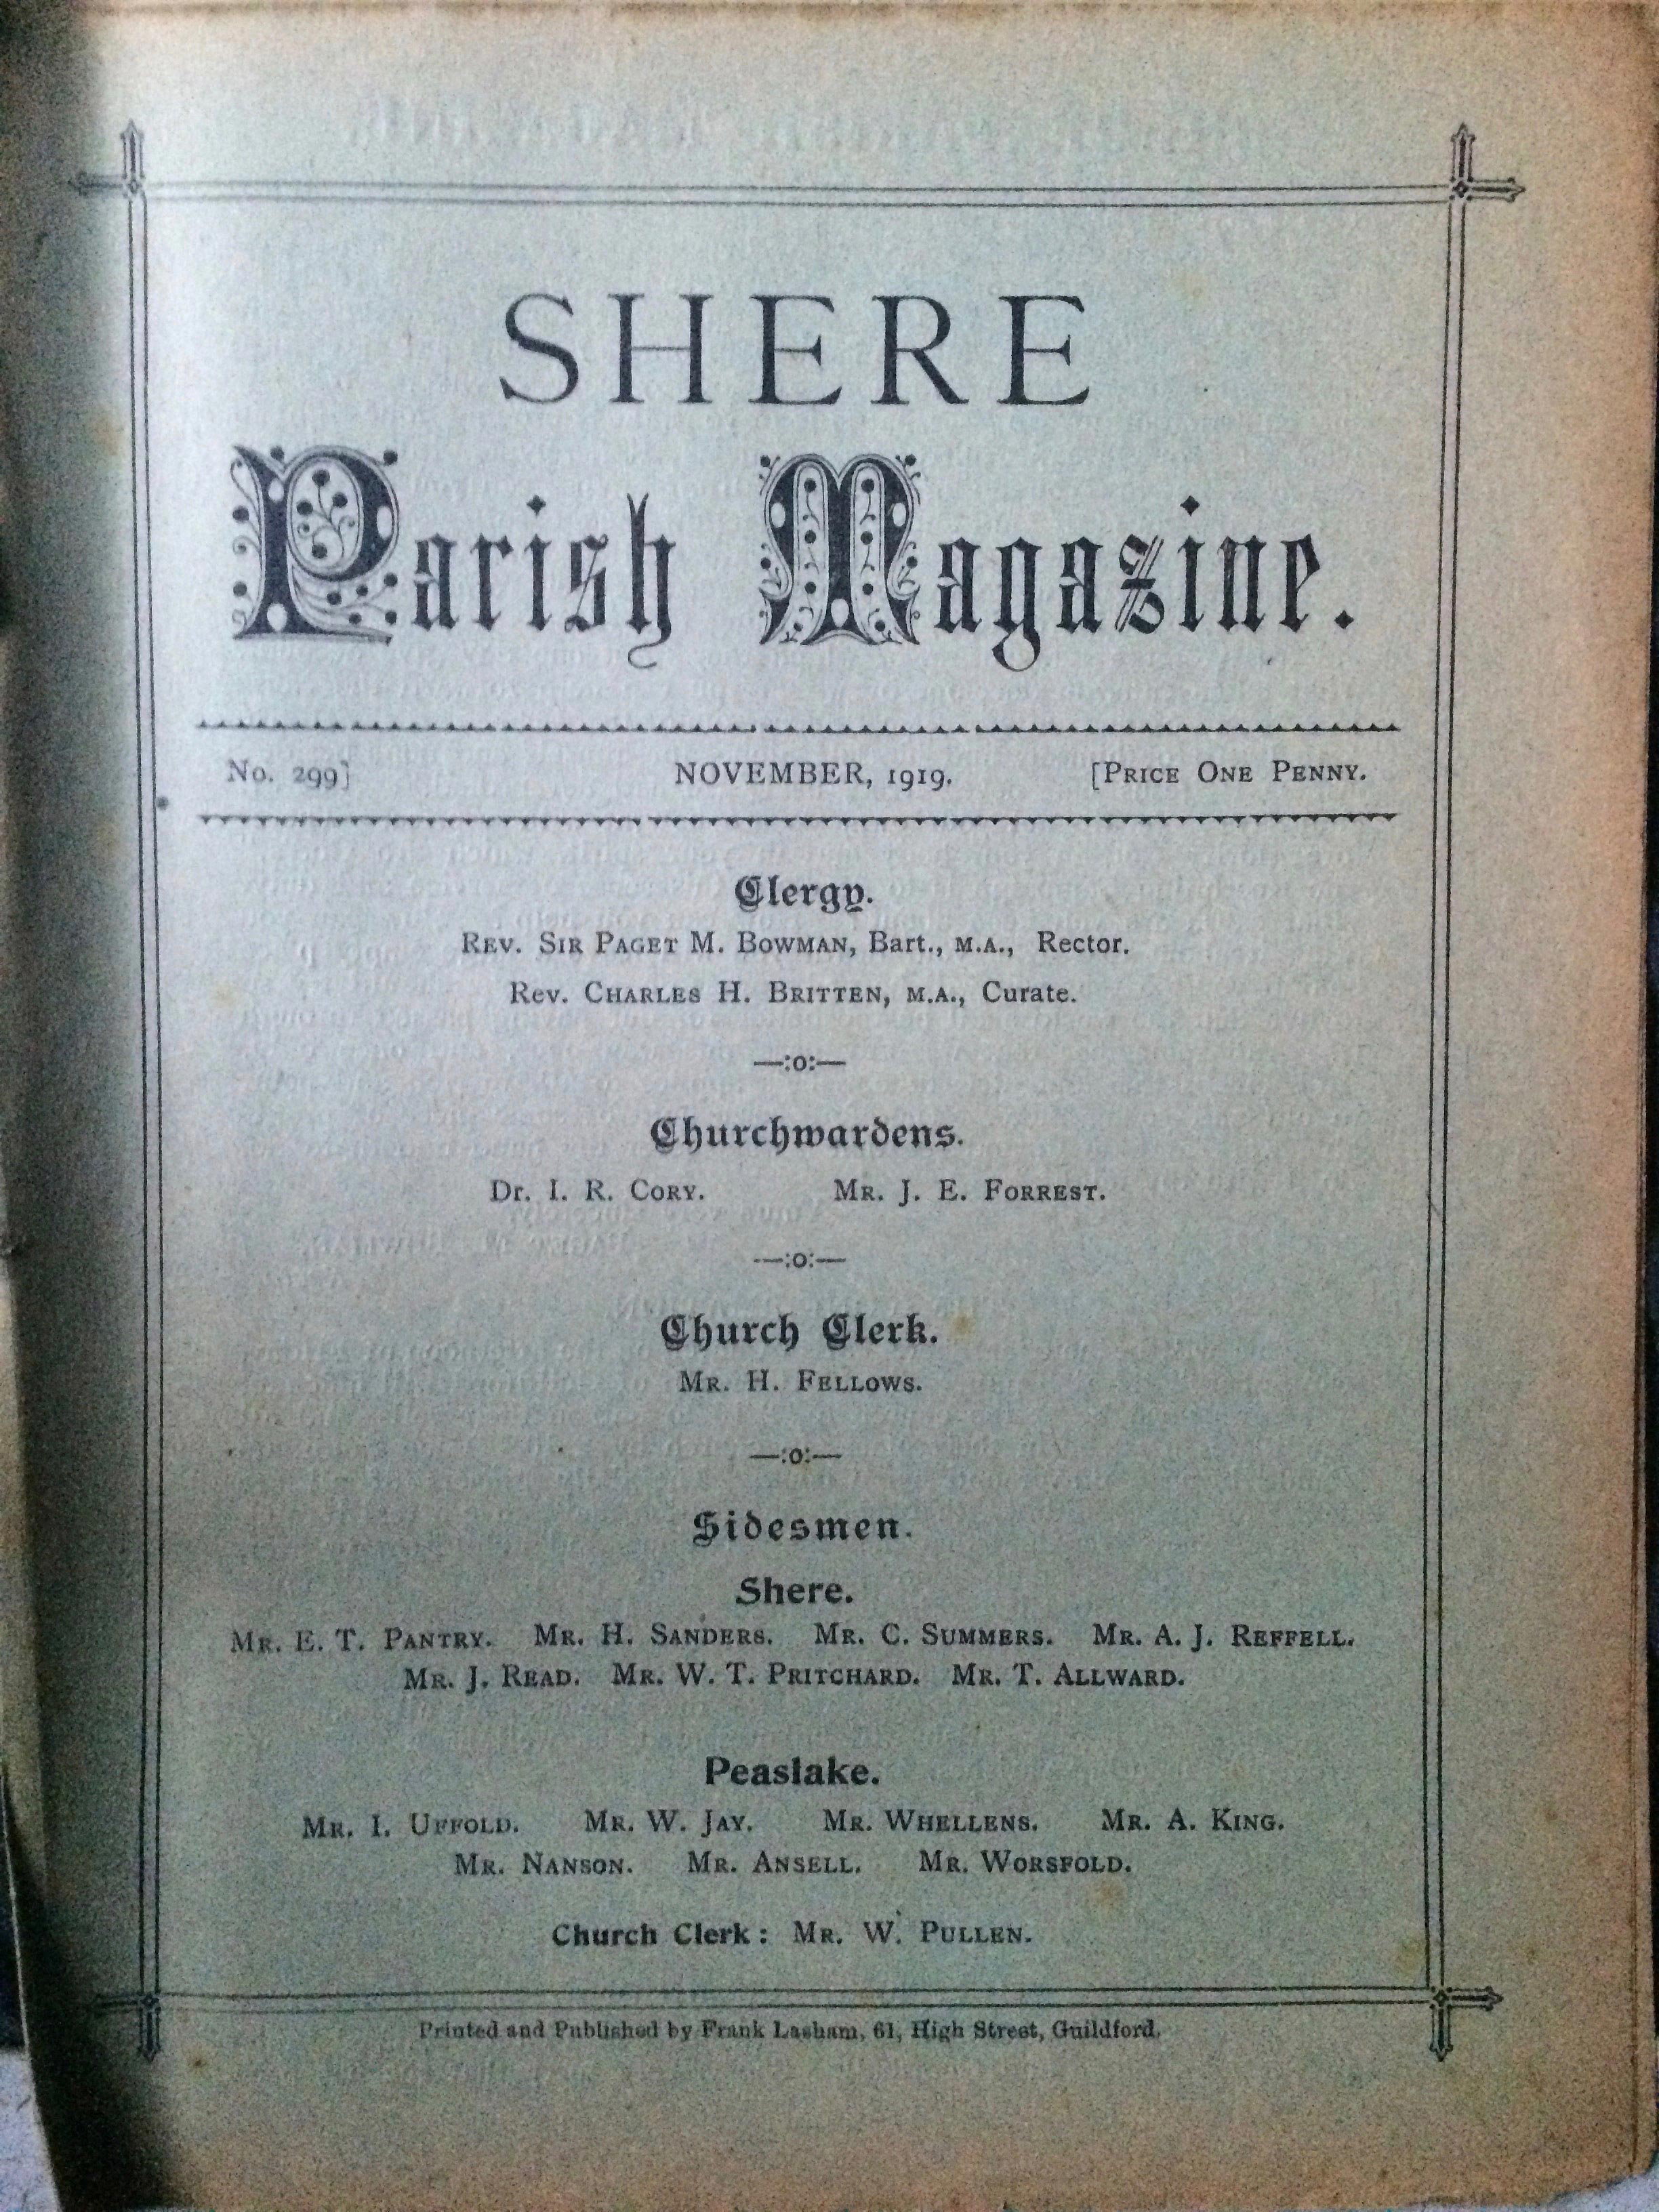 SHERE
Parish Magazine.
No. 299] NOVEMBER, 1919. [PRICE ONE PENNY.
Clergy.
REV. SIR PAGET M. BOWMAN, Bart., M.A., Rector.
Rev. CHARLES H. BRITTEN, M.A., Curate.
—:o:—
Churchwardens.
Dr. I. R. CORY. MR. J. E. FORREST.
—:o:—
Church Clerk.
MR. H. FELLOWS.
—:o:—
Sidesmen.
Shere.
MR. E. T. PANTRY. MR. H. SANDERS. MR. C. SUMMERS. MR. A. J. REFFELL.
MR. J. READ. MR. W. T. PRITCHARD. MR. T. ALLWARD.
Peaslake.
MR. I. UFFOLD. MR. W. JAY. MR. WHELLENS. MR. A. KING.
MR. NANSON. MR. ANSELL. MR. WORSFOLD.
Church Clerk: MR. W. PULLEN.
Printed and Published by Frank Lasham, 61, High Street, Guildford.